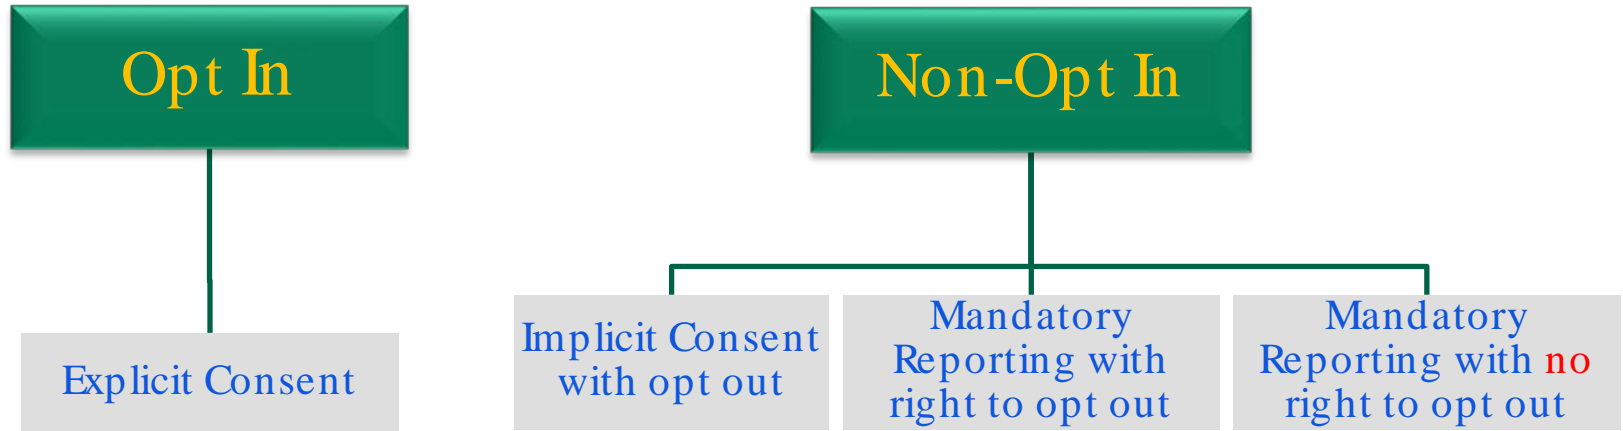 Opt In
Non-Opt In
Explicit Consent
Implicit Consent
with opt out
Mandatory
Reporting with
right to opt out
Mandatory
Reporting with no
right to opt out